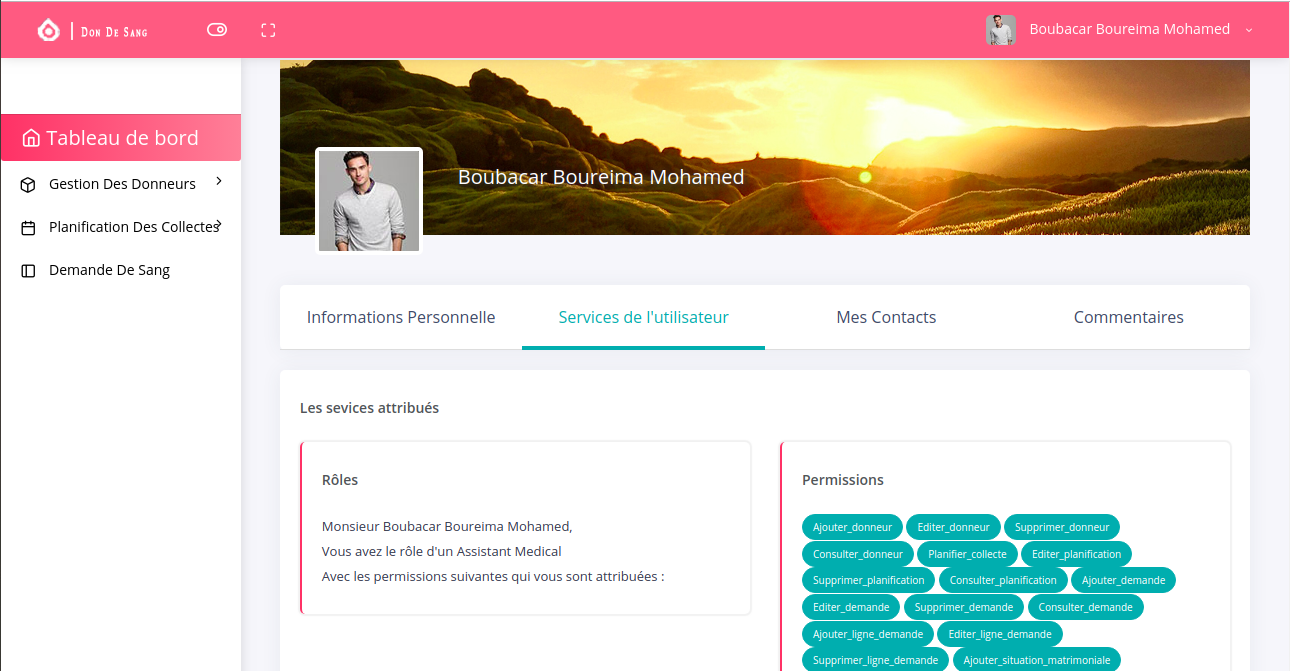 Don De Sang
Boubacar Boureima Mohamed
Tableau de bord
Gestion Des Donneurs
Planification Des Collectes
Demande De Sang
Boubacar Boureima Mohamed
Informations Personnelle
Services de l'utilisateur
Mes Contacts
Commentaires
Les sevices attribués
Rôles
Monsieur Boubacar Boureima Mohamed,
Vous avez le rôle d'un Assistant Medical
Avec les permissions suivantes qui vous sont attribuées :
Permissions
Ajouter_donneur Editer_donneur Supprimer_donneur
Consulter_donneur Planifier_collecte Editer_planification
Supprimer_planification Consulter_planification Ajouter_demande
Editer_demande Supprimer_demande Consulter_demande
Ajouter_ligne_demande Editer_ligne_demande
Supprimer_ligne_demande Ajouter_situation_matrimoniale